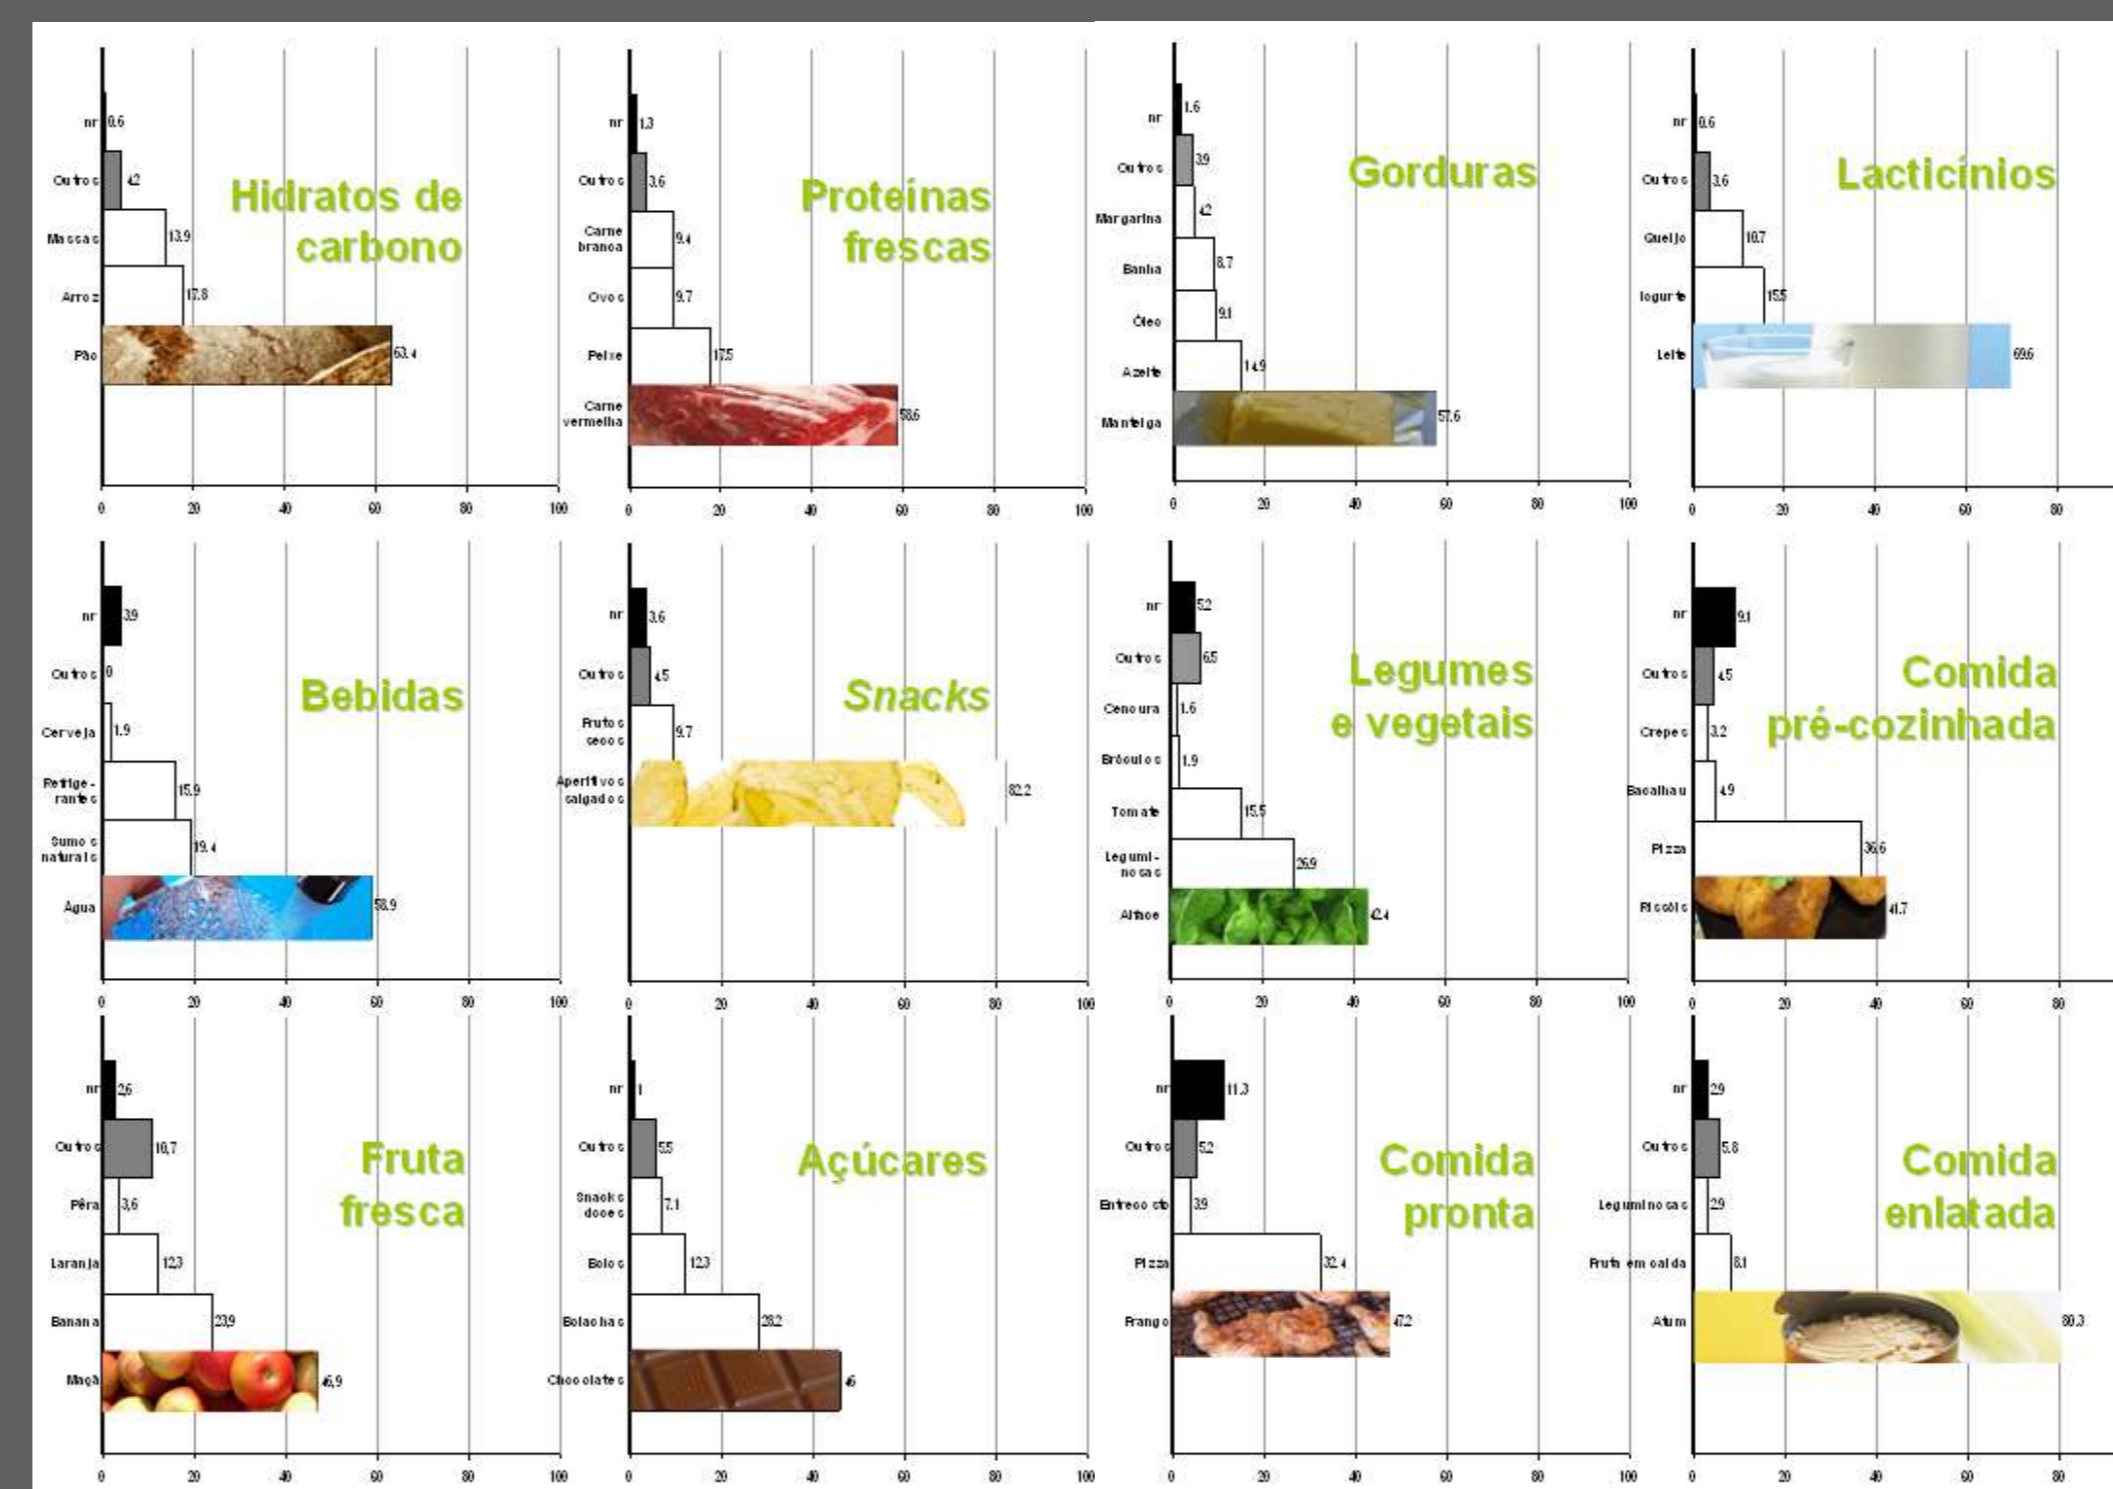 Hidratos de
carbono
nr 0.6
Outros 4.2
Massas 13.9
Arroz 17.8
Pão 63.4
0 20 40 60 80 100
Proteínas
frescas
nr 1.3
Outros 3.6
Carne
branca 9.4
Ovos 9.7
Peixe 17.5
Carne
vermelha 58.6
0 20 40 60 80 100
Gorduras
nr 1.6
Outros 3.9
Margarina 4.2
Banha 8.7
Óleo 9.1
Azeite 14.9
Manteiga 57.6
0 20 40 60 80 100
Lacticínios
nr 0.6
Outros 3.6
Queijo 10.7
Iogurte 15.5
Leite 69.6
0 20 40 60 80
Bebidas
nr 3.9
Outros 0
Cerveja 1.9
Refrige-
rantes 15.9
Sumos
naturais 19.4
Água 58.9
0 20 40 60 80 100
Snacks
nr 3.6
Outros 4.5
Frutos
secos 9.7
Aperitivos
salgados 82.2
0 20 40 60 80 100
Legumes
e vegetais
nr 5.2
Outros 6.5
Cenoura 1.6
Bróculos 1.9
Tomate 15.5
Legumi-
nosas 26.9
Alface 42.4
0 20 40 60 80 100
Comida
pré-cozinhada
nr 9.1
Outros 4.5
Crepes 3.2
Bacalhau 4.9
Pizza 36.6
Rissóis 41.7
0 20 40 60 80
Fruta
fresca
nr 2,6
Outros 10,7
Pêra 3,6
Laranja 12,3
Banana 23,9
Maçã 46,9
0 20 40 60 80 100
Açúcares
nr 1
Outros 5.5
Snacks
doces 7.1
Bolos 12.3
Bolachas 28.2
Chocolates 46
0 20 40 60 80 100
Comida
pronta
nr 11.3
Outros 5.2
Entrecosto 3.9
Pizza 32.4
Frango 47.2
0 20 40 60 80 100
Comida
enlatada
nr 2.9
Outros 5.8
Leguminosas 2.9
Fruta em calda 8.1
Atum 80.3
0 20 40 60 80